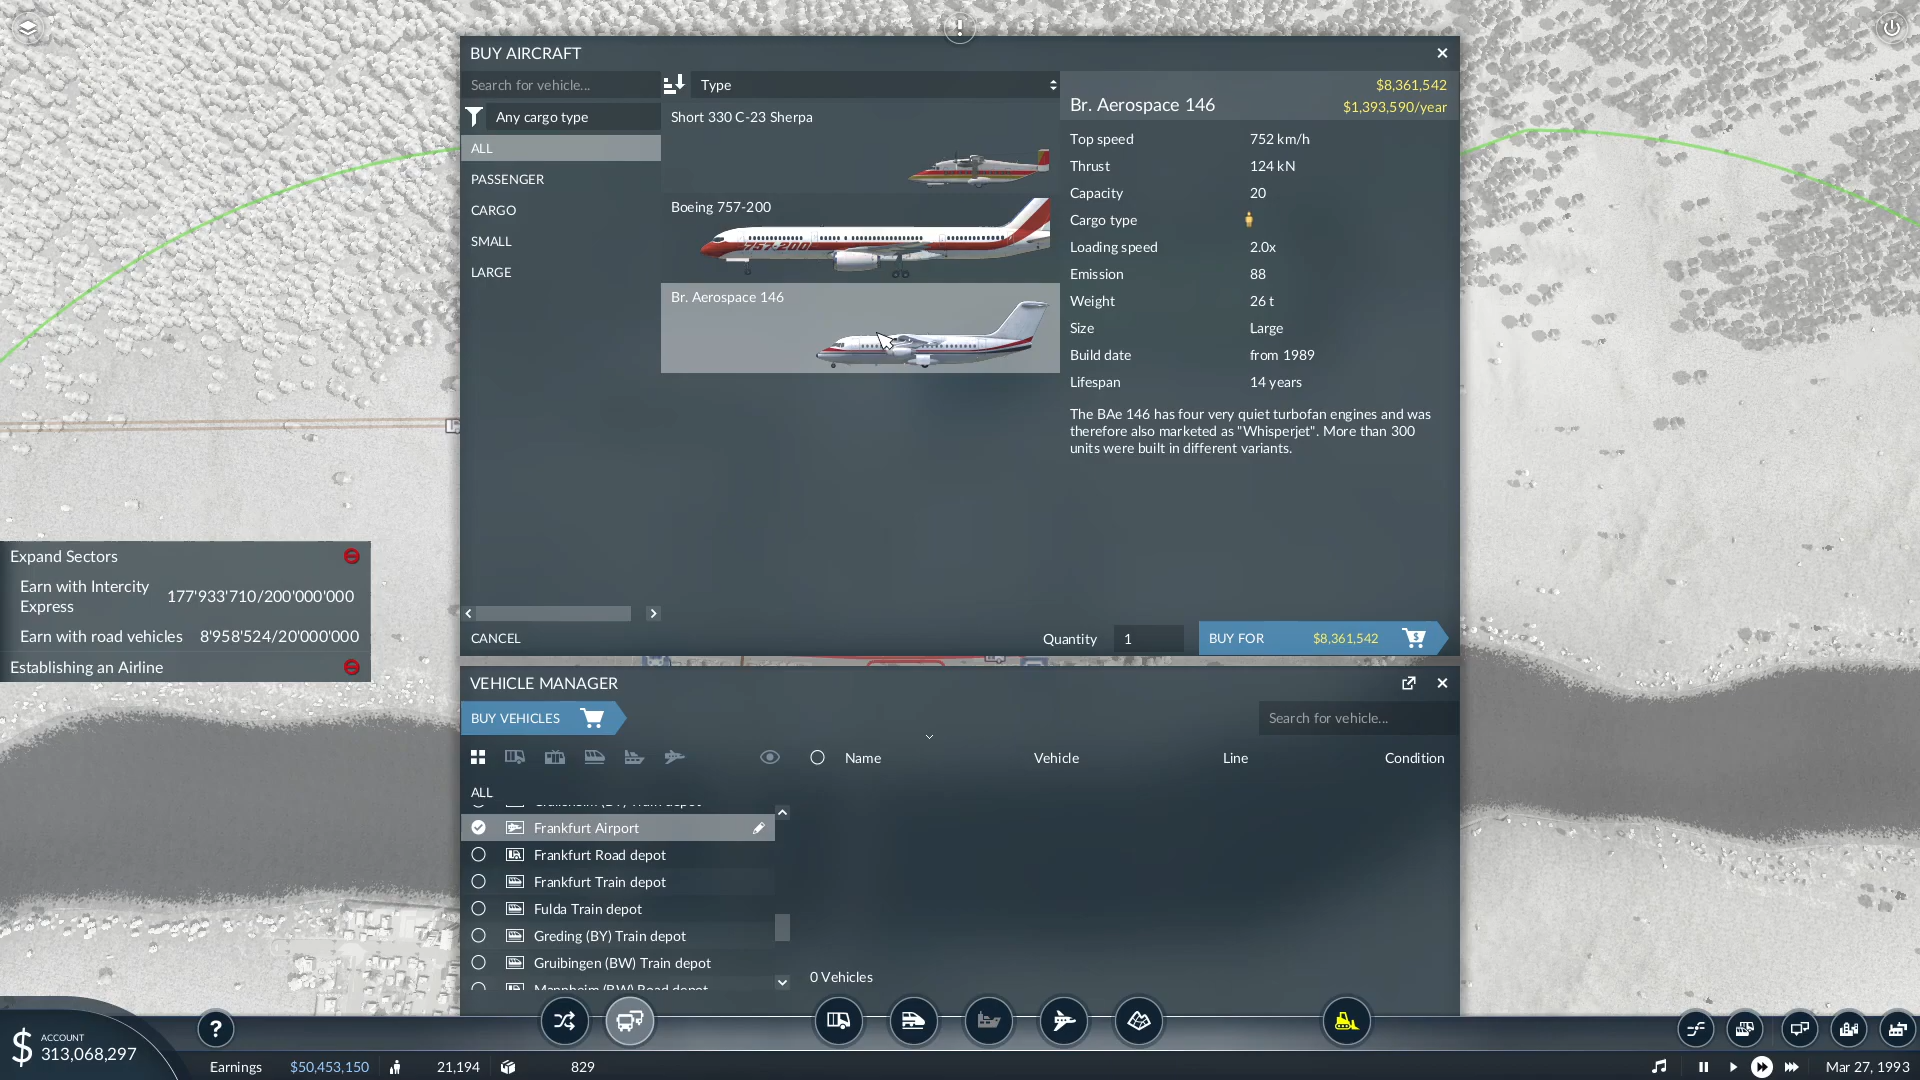 BUY AIRCRAFT
Search for vehicle...
Type
Any cargo type
ALL
PASSENGER
CARGO
SMALL
LARGE
Short 330 C-23 Sherpa
Boeing 757-200
757-200
Br. Aerospace 146
Br. Aerospace 146
$8,361,542
$1,393,590/year
Top speed 752 km/h
Thrust 124 kN
Capacity 20
Cargo type
Loading speed 2.0x
Emission 88
Weight 26 t
Size Large
Build date from 1989
Lifespan 14 years
The BAe 146 has four very quiet turbofan engines and was
therefore also marketed as "Whisperjet". More than 300
units were built in different variants.
CANCEL
Quantity 1
BUY FOR $8,361,542
Expand Sectors
Earn with Intercity
Express
177'933'710/200'000'000
Earn with road vehicles 8'958'524/20'000'000
Establishing an Airline
VEHICLE MANAGER
BUY VEHICLES
Search for vehicle...
Name Vehicle Line Condition
ALL
Frankfurt Airport
Frankfurt Road depot
Frankfurt Train depot
Fulda Train depot
Greding (BY) Train depot
Gruibingen (BW) Train depot
Mannheim (BW) Road depot
0 Vehicles
$ ACCOUNT
313,068,297
?
Earnings $50,453,150 21,194 829
Mar 27, 1993